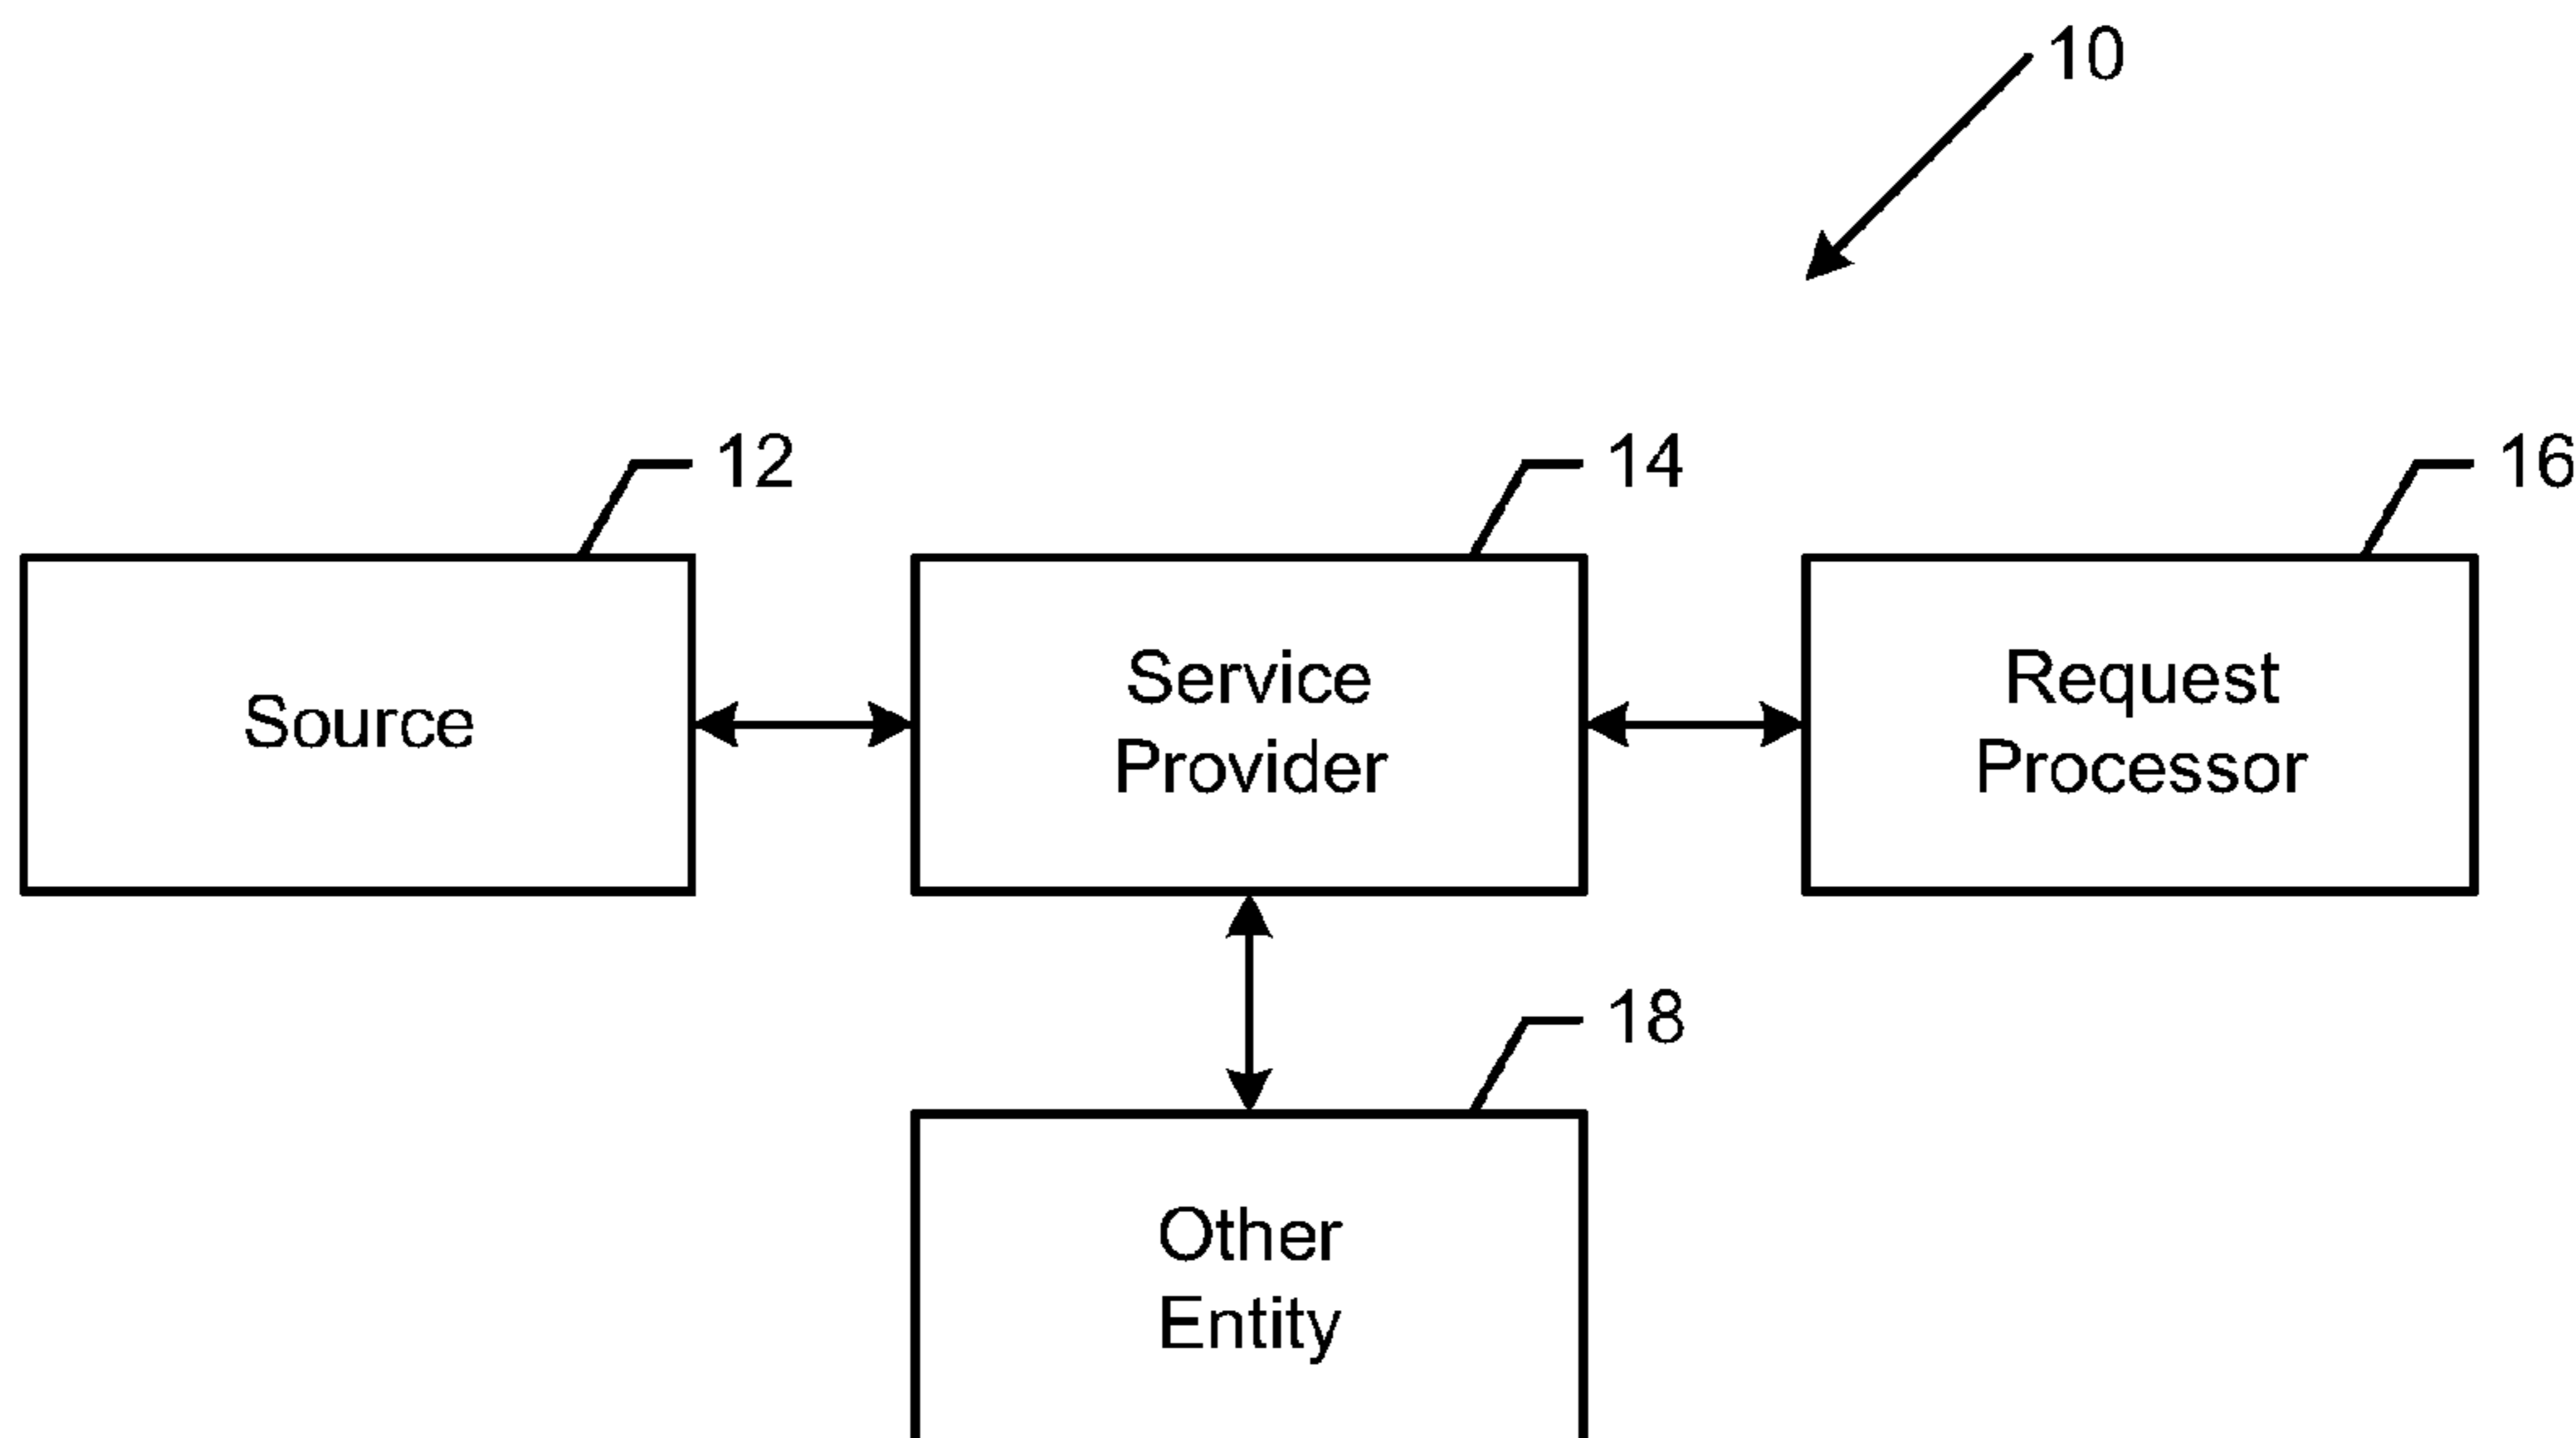 10
12
14
16
Source
Service
Provider
Request
Processor
18
Other
Entity